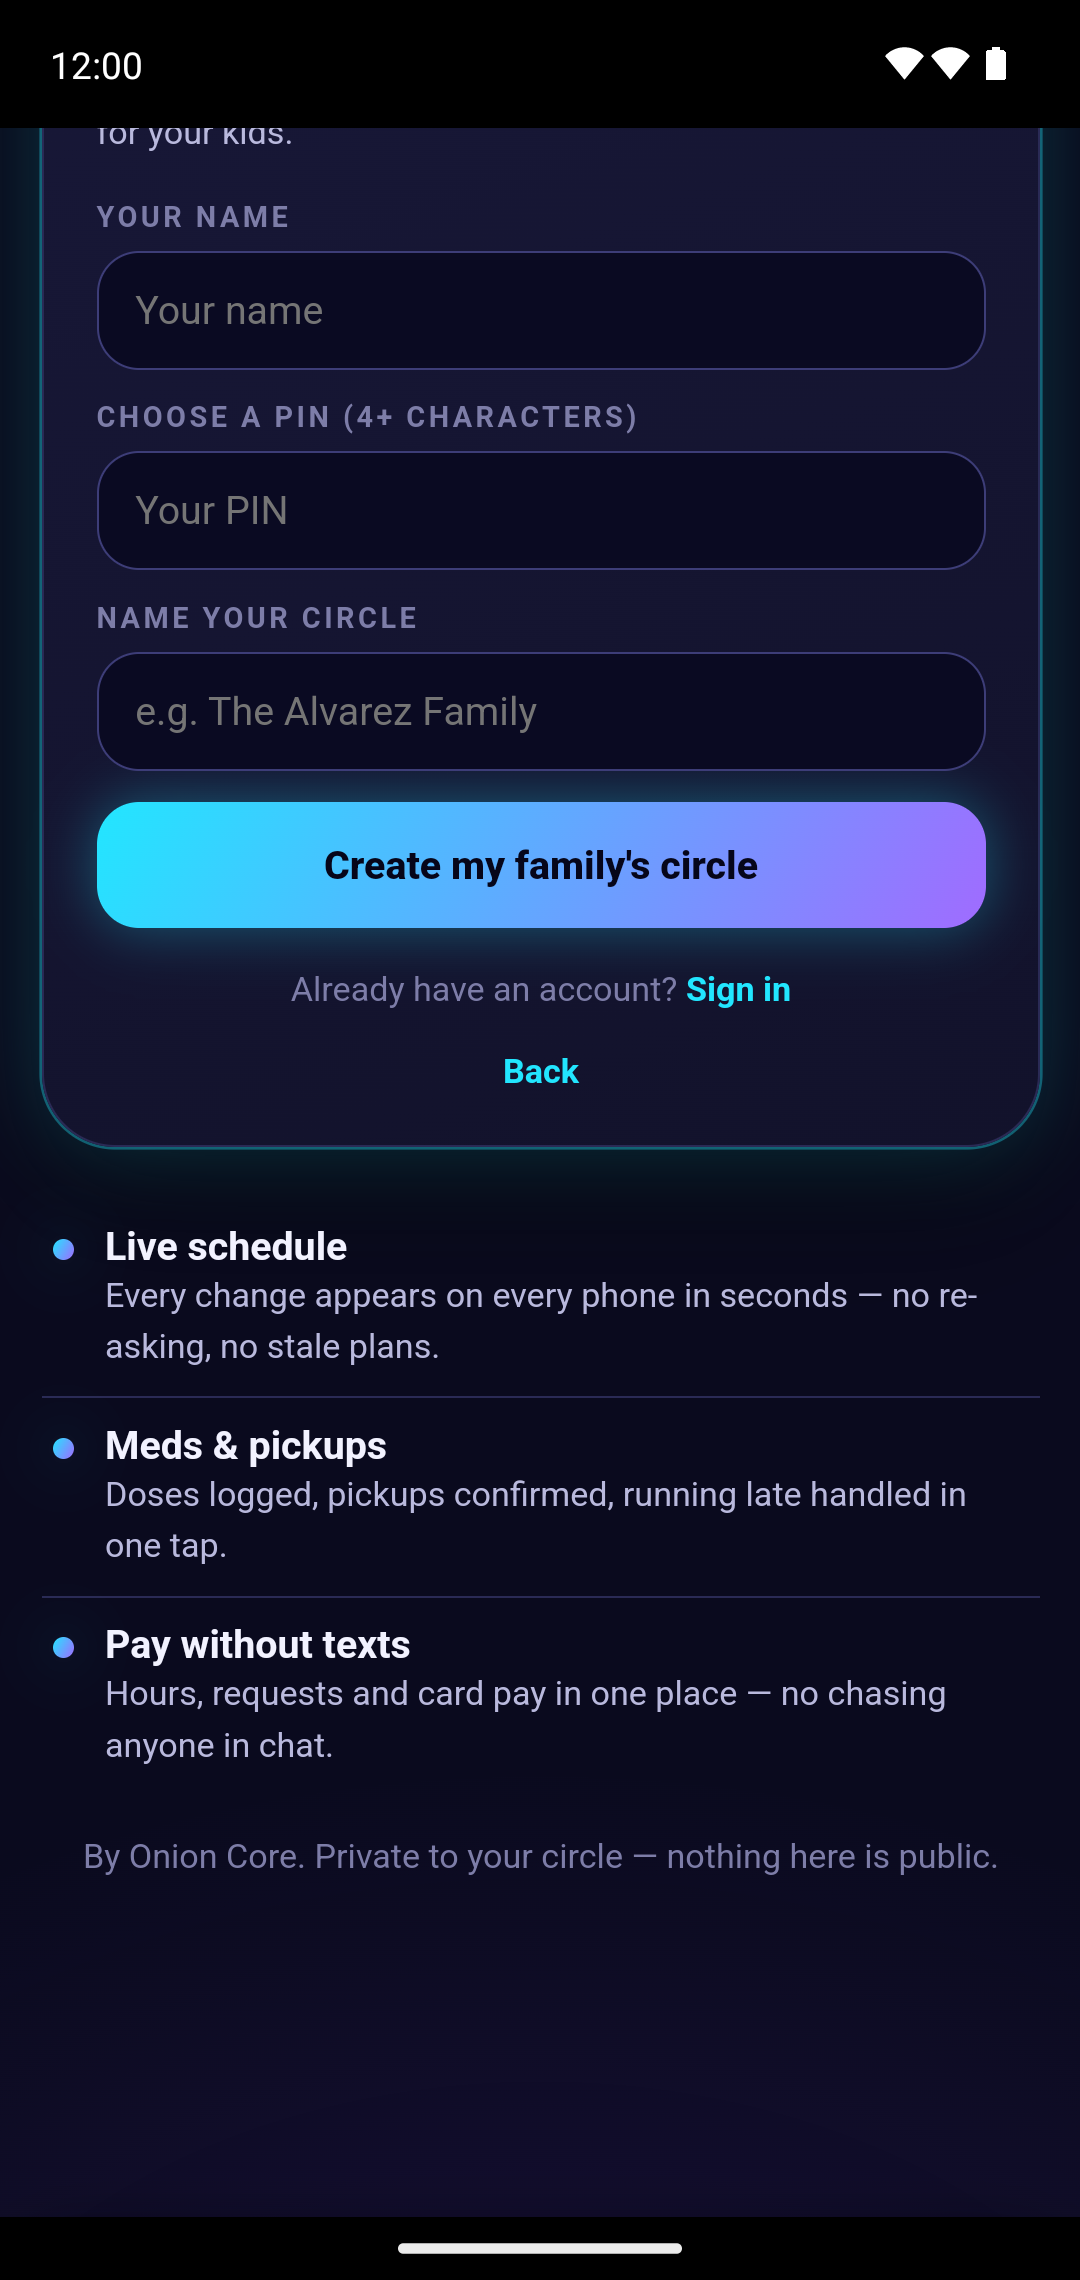 12:00
for your kids.
YOUR NAME
Your name
CHOOSE A PIN (4+ CHARACTERS)
Your PIN
NAME YOUR CIRCLE
e.g. The Alvarez Family
Create my family's circle
Already have an account? Sign in
Back
Live schedule
Every change appears on every phone in seconds — no re-
asking, no stale plans.
Meds & pickups
Doses logged, pickups confirmed, running late handled in
one tap.
Pay without texts
Hours, requests and card pay in one place — no chasing
anyone in chat.
By Onion Core. Private to your circle — nothing here is public.